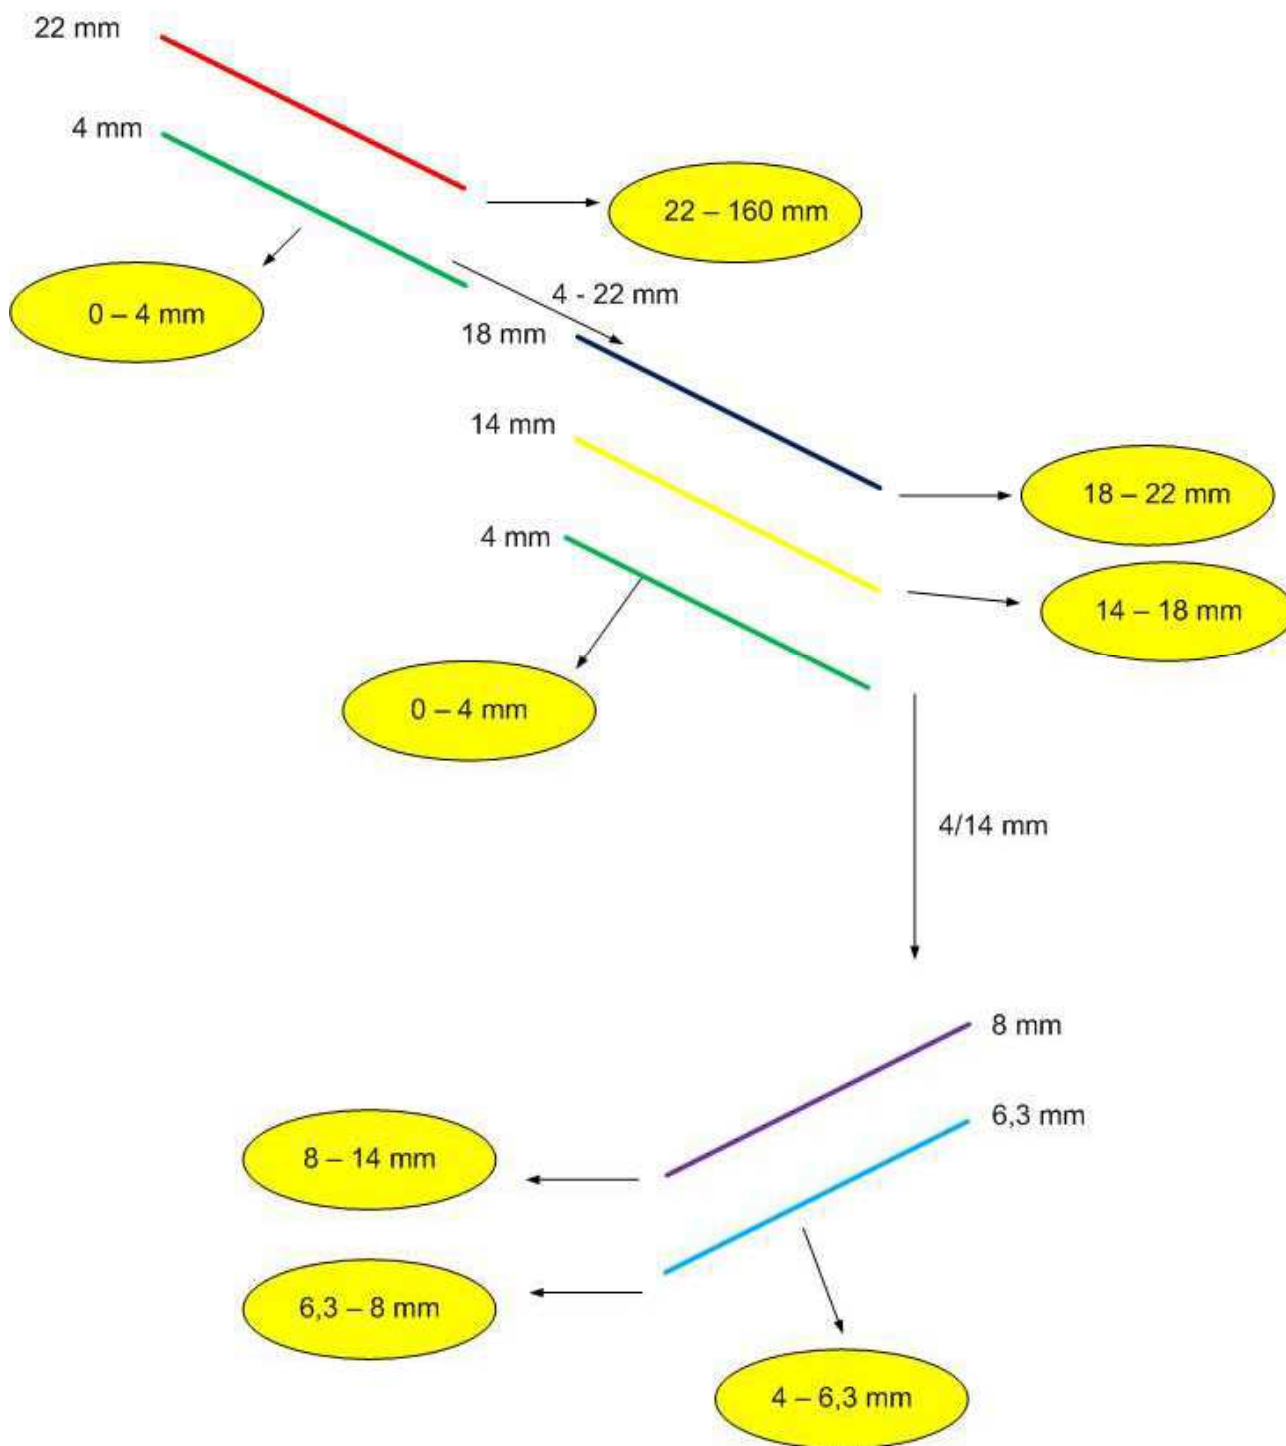 22 mm
4 mm
22 – 160 mm
0 – 4 mm
4 - 22 mm
18 mm
14 mm
18 – 22 mm
4 mm
14 – 18 mm
0 – 4 mm
4/14 mm
8 mm
6,3 mm
8 – 14 mm
6,3 – 8 mm
4 – 6,3 mm